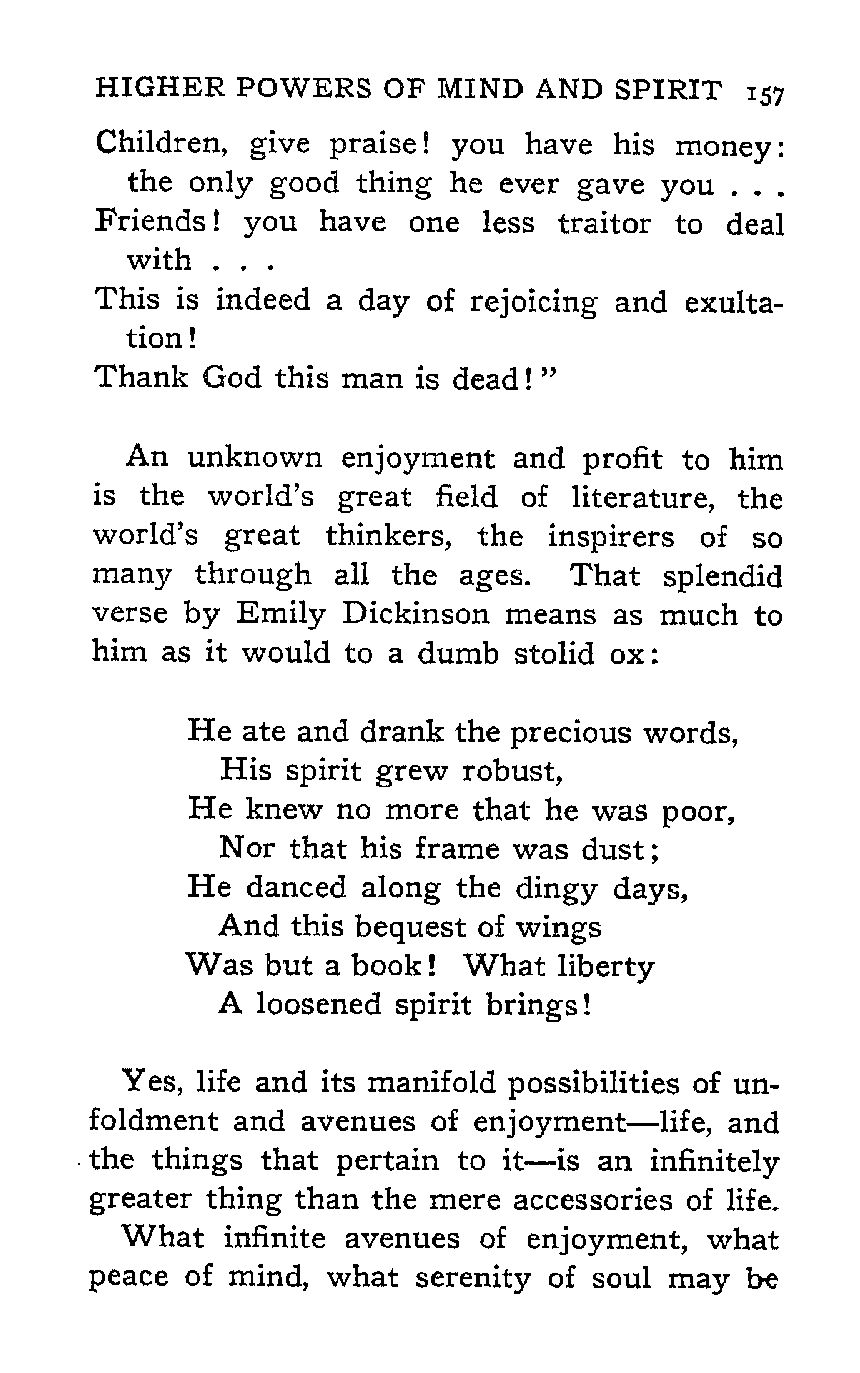 HIGHER POWERS OF MIND AND SPIRIT 157
Children, give praise! you have his money:
the only good thing he ever gave you . . .
Friends! you have one less traitor to deal
with . . .
This is indeed a day of rejoicing and exulta-
tion!
Thank God this man is dead!”
An unknown enjoyment and profit to him
is the world’s great field of literature, the
world’s great thinkers, the inspirers of so
many through all the ages. That splendid
verse by Emily Dickinson means as much to
him as it would to a dumb stolid ox:
He ate and drank the precious words,
His spirit grew robust,
He knew no more that he was poor,
Nor that his frame was dust;
He danced along the dingy days,
And this bequest of wings
Was but a book! What liberty
A loosened spirit brings!
Yes, life and its manifold possibilities of un-
foldment and avenues of enjoyment—life, and
the things that pertain to it—is an infinitely
greater thing than the mere accessories of life.
What infinite avenues of enjoyment, what
peace of mind, what serenity of soul may be